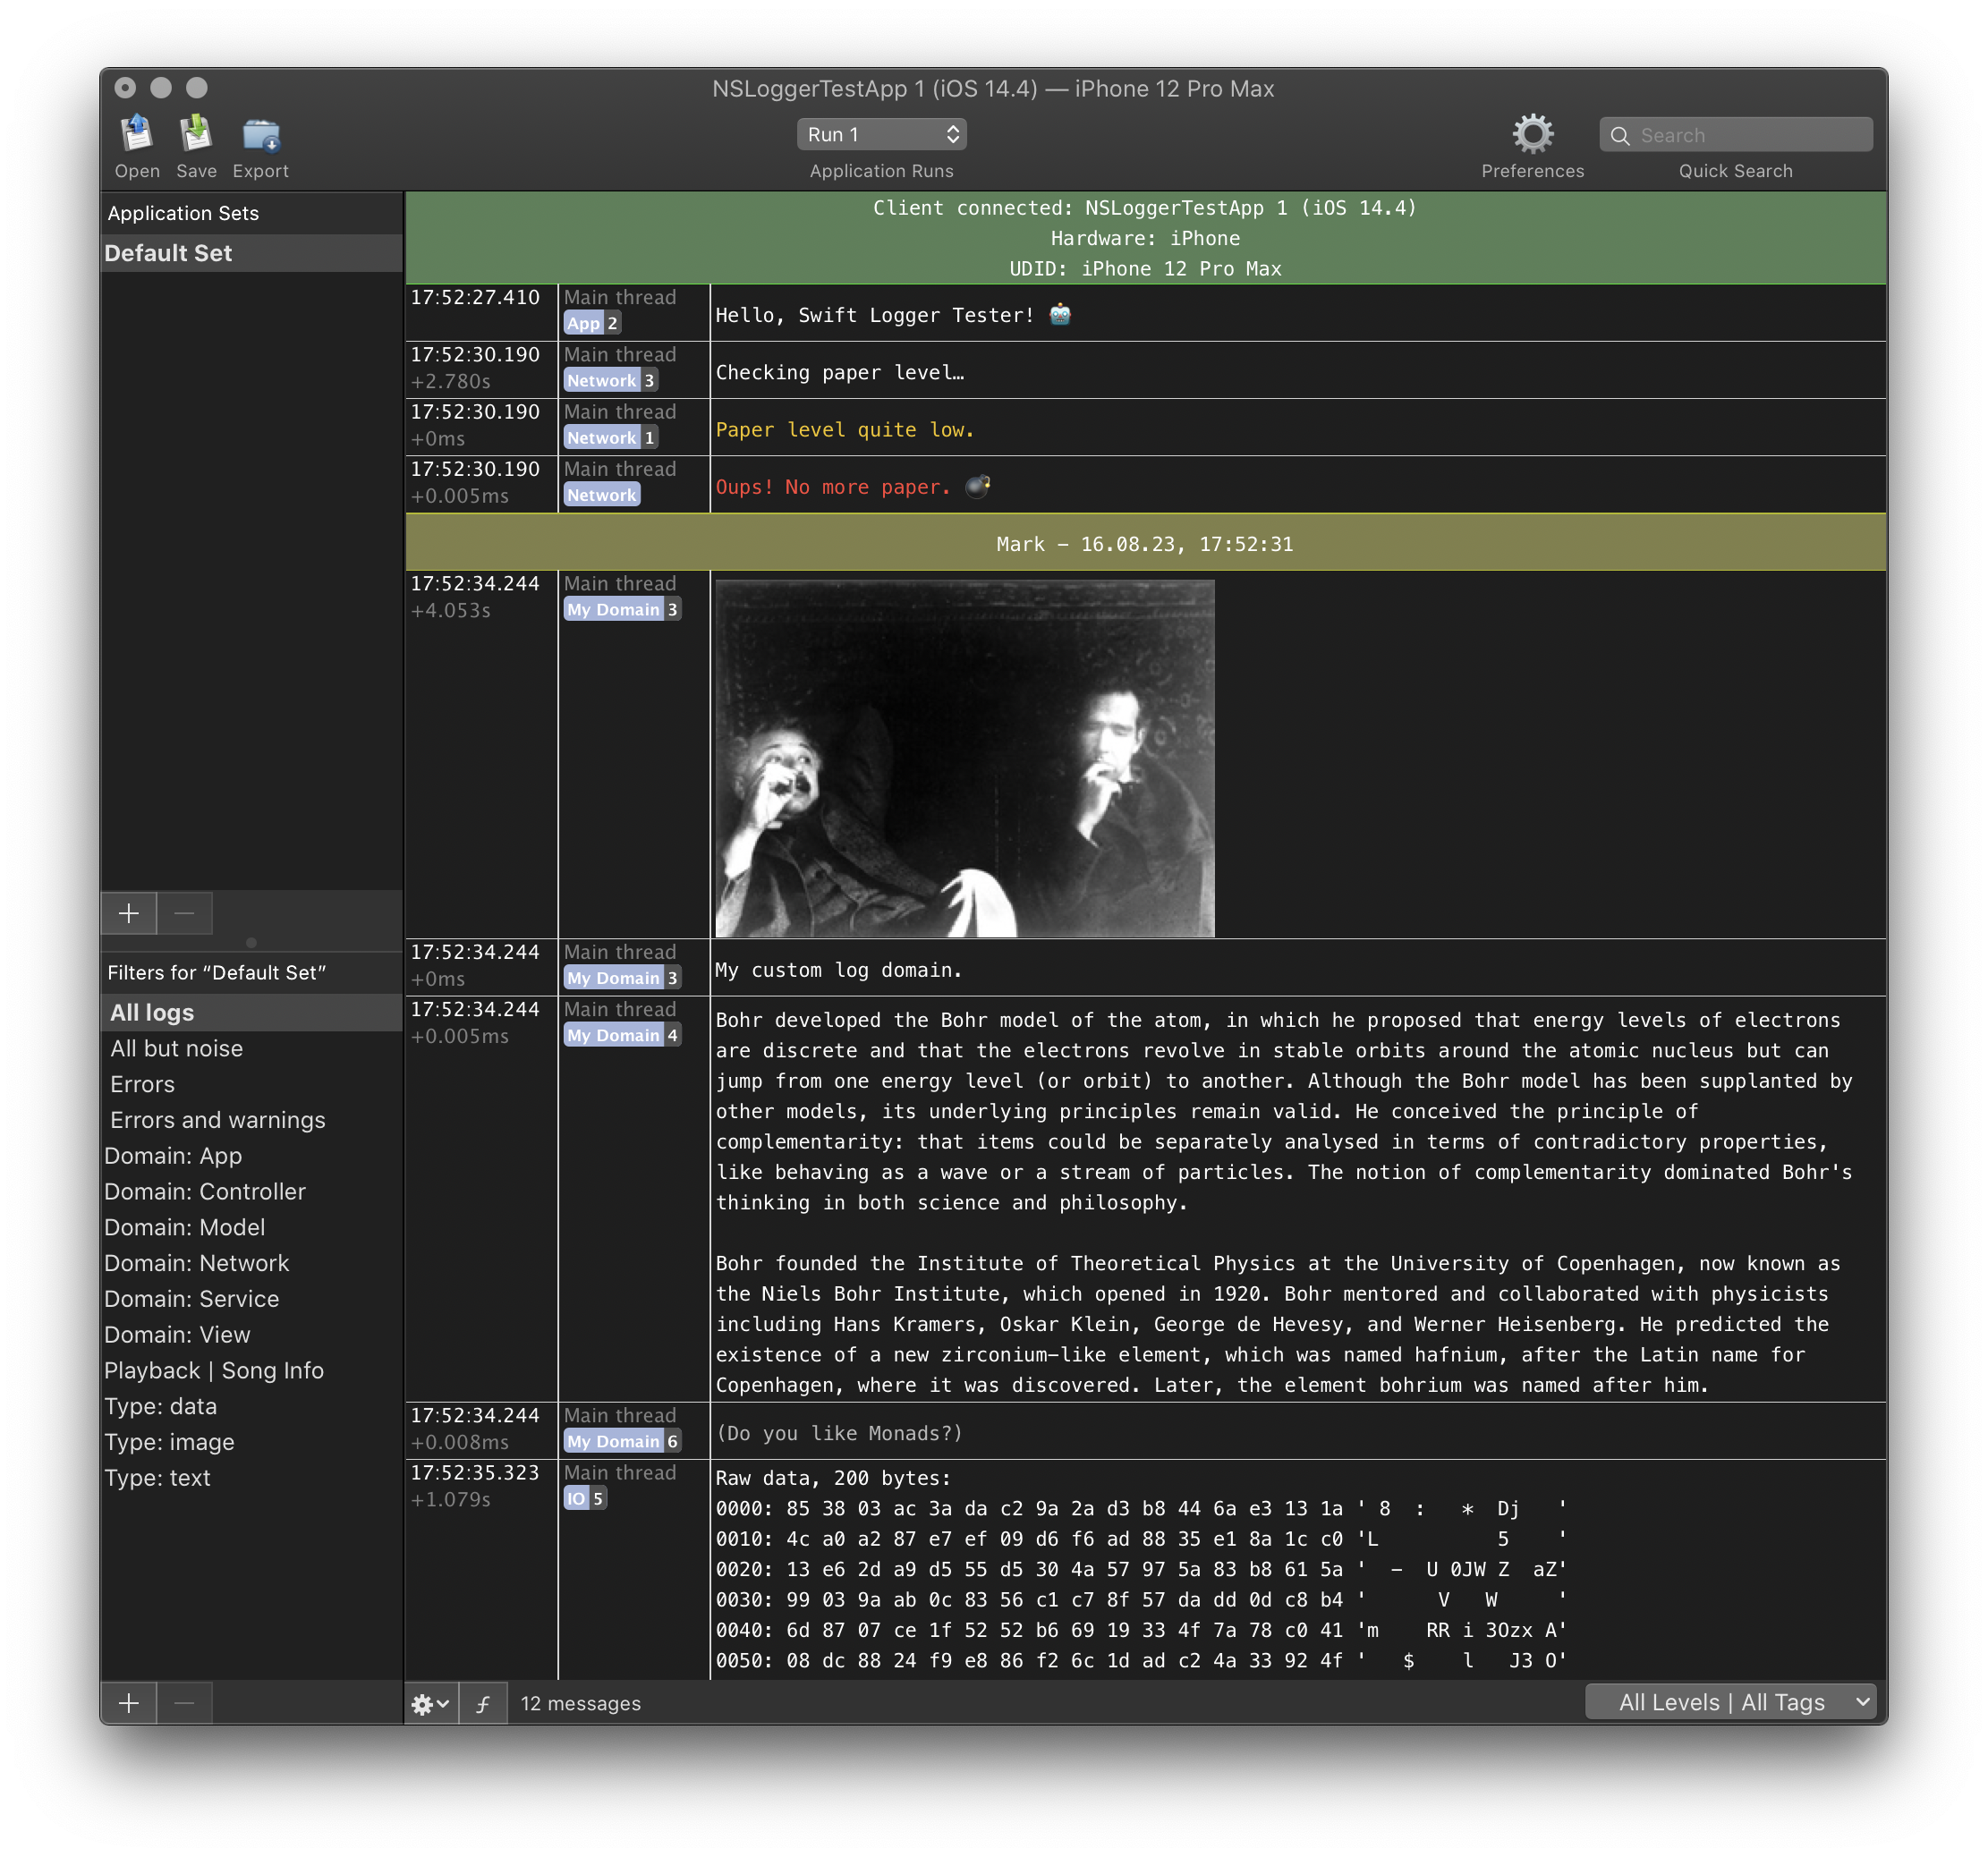 NSLoggerTestApp 1 (iOS 14.4) — iPhone 12 Pro Max
Open
Save
Export
Run 1
Application Runs
Preferences
Search
Quick Search
Application Sets
Default Set
Filters for “Default Set”
All logs
All but noise
Errors
Errors and warnings
Domain: App
Domain: Controller
Domain: Model
Domain: Network
Domain: Service
Domain: View
Playback | Song Info
Type: data
Type: image
Type: text
Client connected: NSLoggerTestApp 1 (iOS 14.4)
Hardware: iPhone
UDID: iPhone 12 Pro Max
17:52:27.410
Main thread
App 2
Hello, Swift Logger Tester! 🤖
17:52:30.190
+2.780s
Main thread
Network 3
Checking paper level…
17:52:30.190
+0ms
Main thread
Network 1
Paper level quite low.
17:52:30.190
+0.005ms
Main thread
Network
Oups! No more paper. 💣
Mark – 16.08.23, 17:52:31
17:52:34.244
+4.053s
Main thread
My Domain 3
17:52:34.244
+0ms
Main thread
My Domain 3
My custom log domain.
17:52:34.244
+0.005ms
Main thread
My Domain 4
Bohr developed the Bohr model of the atom, in which he proposed that energy levels of electrons
are discrete and that the electrons revolve in stable orbits around the atomic nucleus but can
jump from one energy level (or orbit) to another. Although the Bohr model has been supplanted by
other models, its underlying principles remain valid. He conceived the principle of
complementarity: that items could be separately analysed in terms of contradictory properties,
like behaving as a wave or a stream of particles. The notion of complementarity dominated Bohr's
thinking in both science and philosophy.
Bohr founded the Institute of Theoretical Physics at the University of Copenhagen, now known as
the Niels Bohr Institute, which opened in 1920. Bohr mentored and collaborated with physicists
including Hans Kramers, Oskar Klein, George de Hevesy, and Werner Heisenberg. He predicted the
existence of a new zirconium–like element, which was named hafnium, after the Latin name for
Copenhagen, where it was discovered. Later, the element bohrium was named after him.
17:52:34.244
+0.008ms
Main thread
My Domain 6
(Do you like Monads?)
17:52:35.323
+1.079s
Main thread
IO 5
Raw data, 200 bytes:
0000: 85 38 03 ac 3a da c2 9a 2a d3 b8 44 6a e3 13 1a ' 8  :   *  Dj   '
0010: 4c a0 a2 87 e7 ef 09 d6 f6 ad 88 35 e1 8a 1c c0 'L          5    '
0020: 13 e6 2d a9 d5 55 d5 30 4a 57 97 5a 83 b8 61 5a '  –  U 0JW Z  aZ'
0030: 99 03 9a ab 0c 83 56 c1 c7 8f 57 da dd 0d c8 b4 '      V   W     '
0040: 6d 87 07 ce 1f 52 52 b6 69 19 33 4f 7a 78 c0 41 'm    RR i 3Ozx A'
0050: 08 dc 88 24 f9 e8 86 f2 6c 1d ad c2 4a 33 92 4f '   $    l   J3 O'
12 messages
All Levels | All Tags